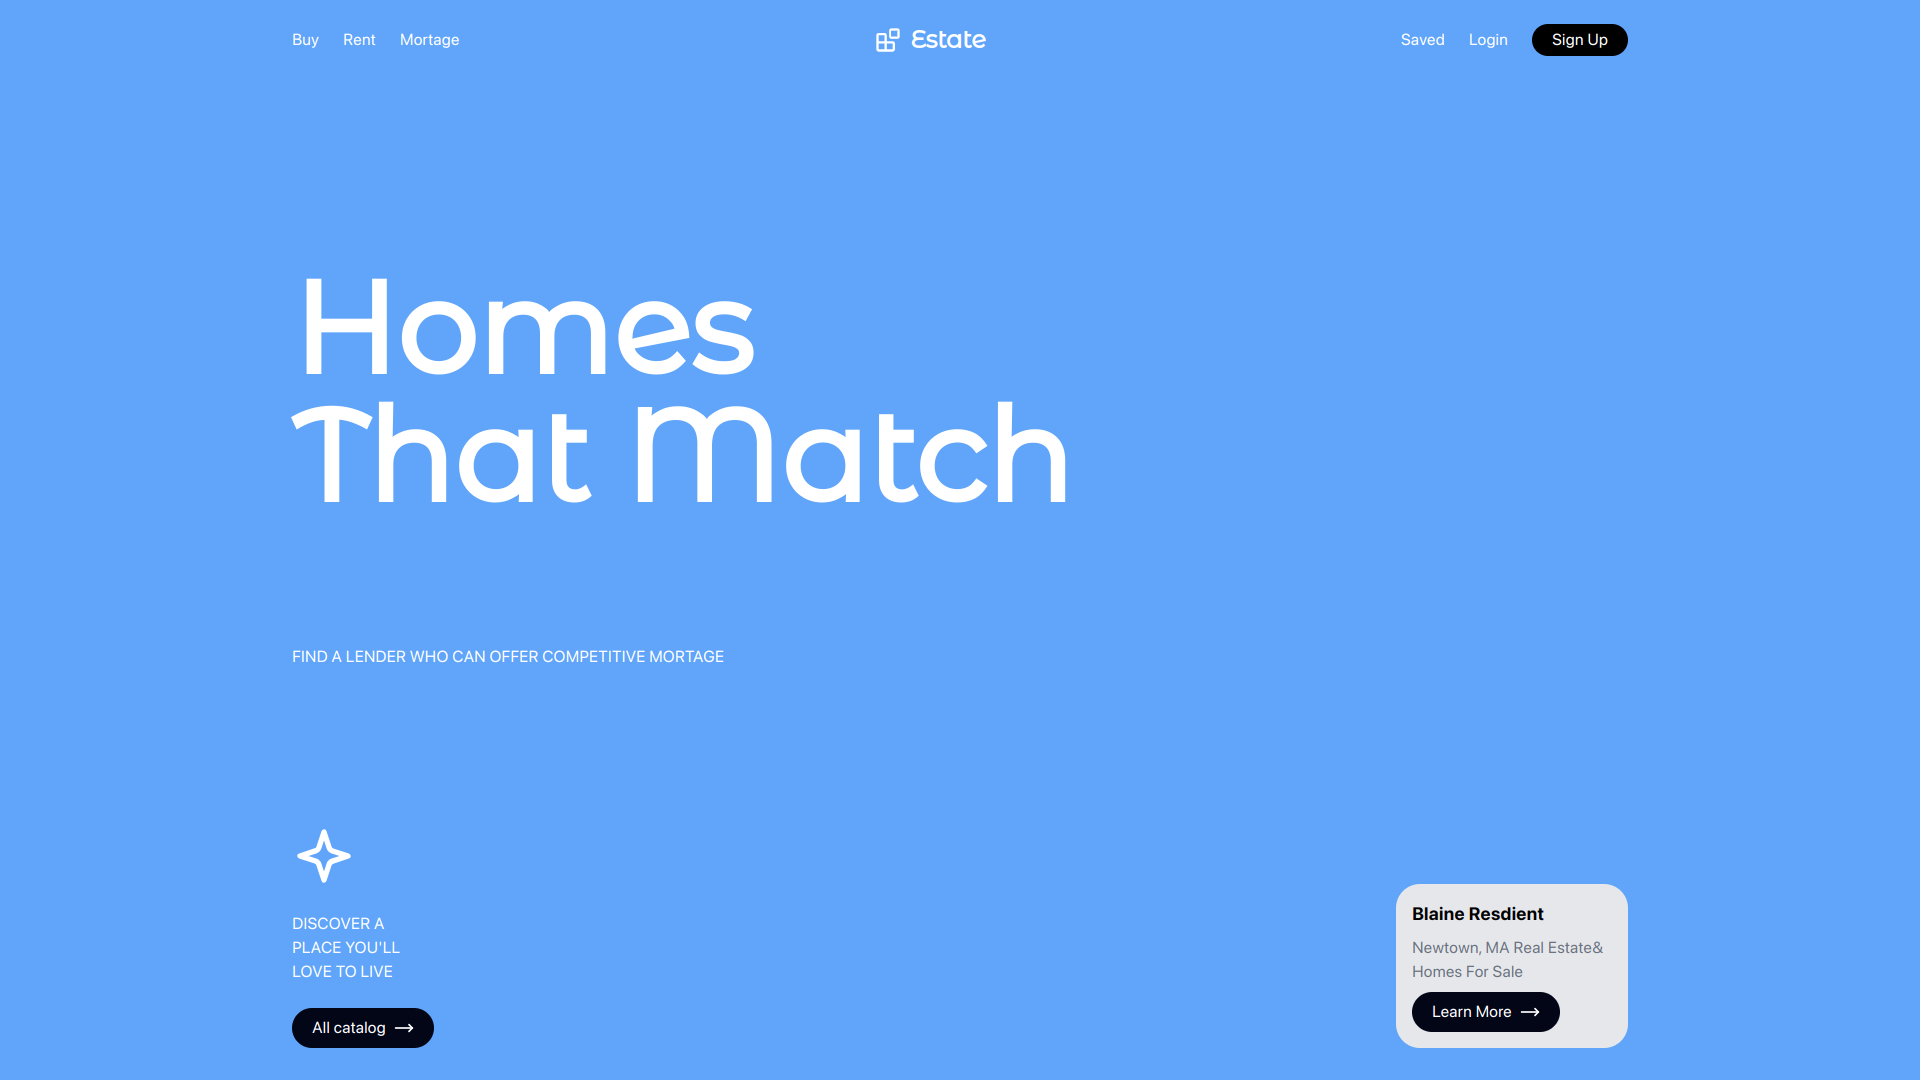 Buy Rent Mortage Estate Saved Login Sign Up
Homes
That Match
FIND A LENDER WHO CAN OFFER COMPETITIVE MORTAGE
DISCOVER A
PLACE YOU'LL
LOVE TO LIVE
All catalog
Blaine Resdient
Newtown, MA Real Estate&
Homes For Sale
Learn More